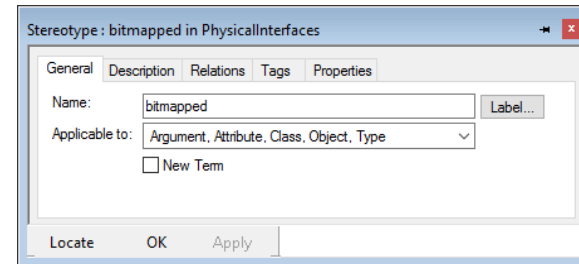 Stereotype : bitmapped in PhysicalInterfaces
General Description Relations Tags Properties
Name: bitmapped Label...
Applicable to: Argument, Attribute, Class, Object, Type
New Term
Locate OK Apply